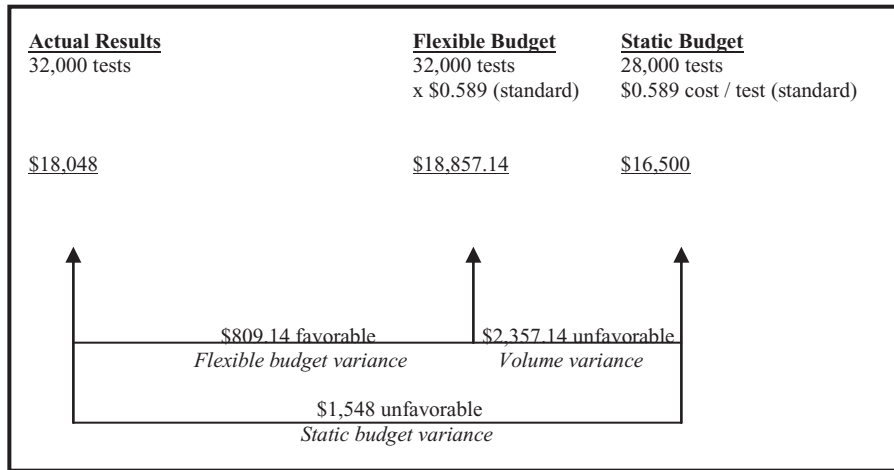 Actual Results
32,000 tests
$18,048
Flexible Budget
32,000 tests
x $0.589 (standard)
$18,857.14
Static Budget
28,000 tests
$0.589 cost / test (standard)
$16,500
$809.14 favorable
Flexible budget variance
$2,357.14 unfavorable
Volume variance
$1,548 unfavorable
Static budget variance